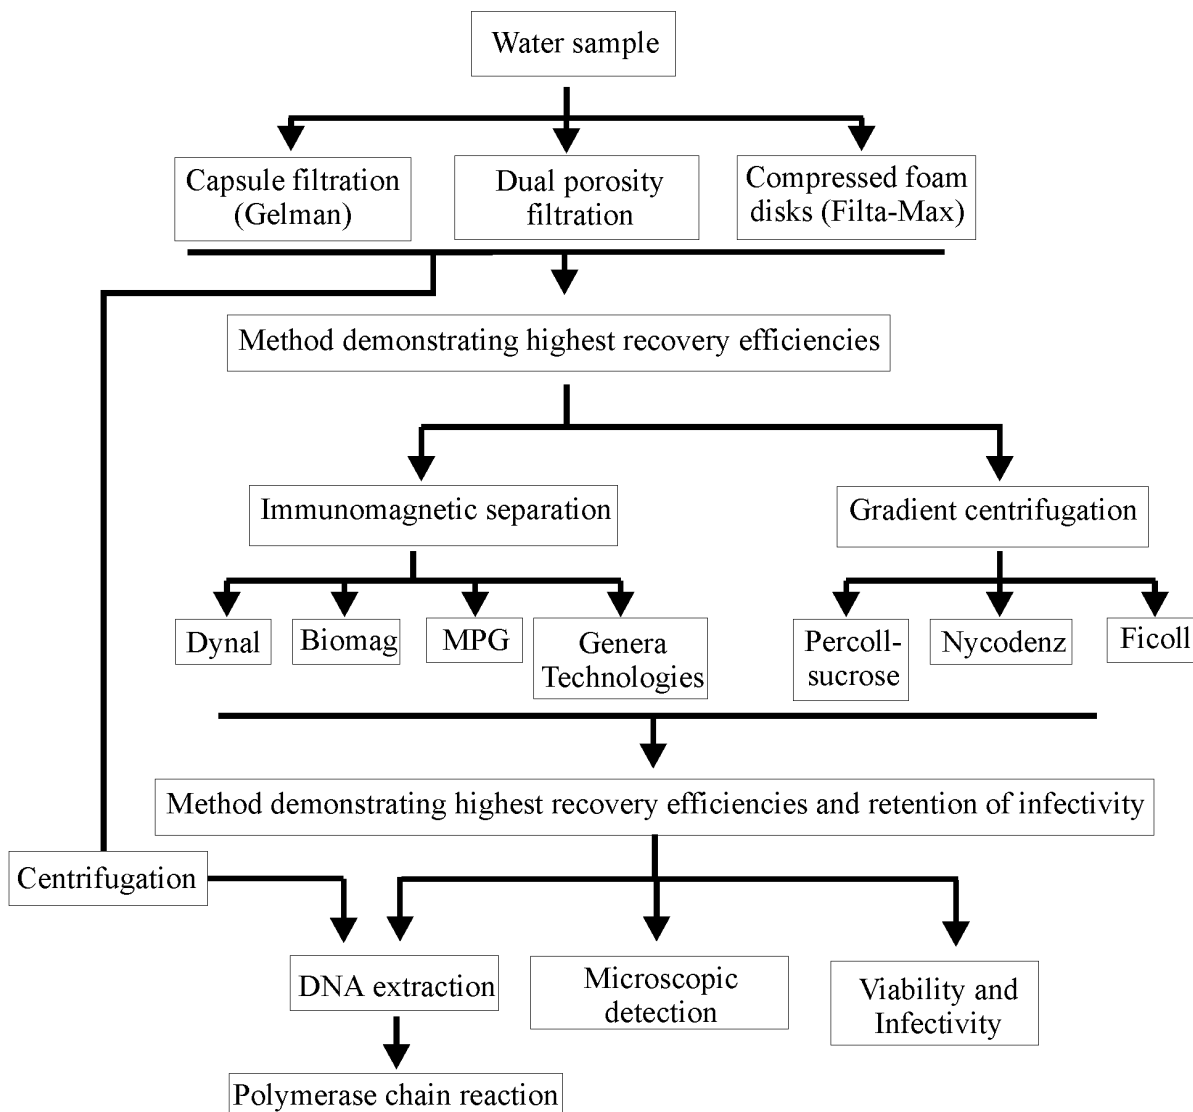 Water sample
Capsule filtration
(Gelman)
Dual porosity
filtration
Compressed foam
disks (Filta-Max)
Method demonstrating highest recovery efficiencies
Immunomagnetic separation
Gradient centrifugation
Dynal
Biomag
MPG
Genera
Technologies
Percoll-
sucrose
Nycodenz
Ficoll
Method demonstrating highest recovery efficiencies and retention of infectivity
Centrifugation
DNA extraction
Microscopic
detection
Viability and
Infectivity
Polymerase chain reaction